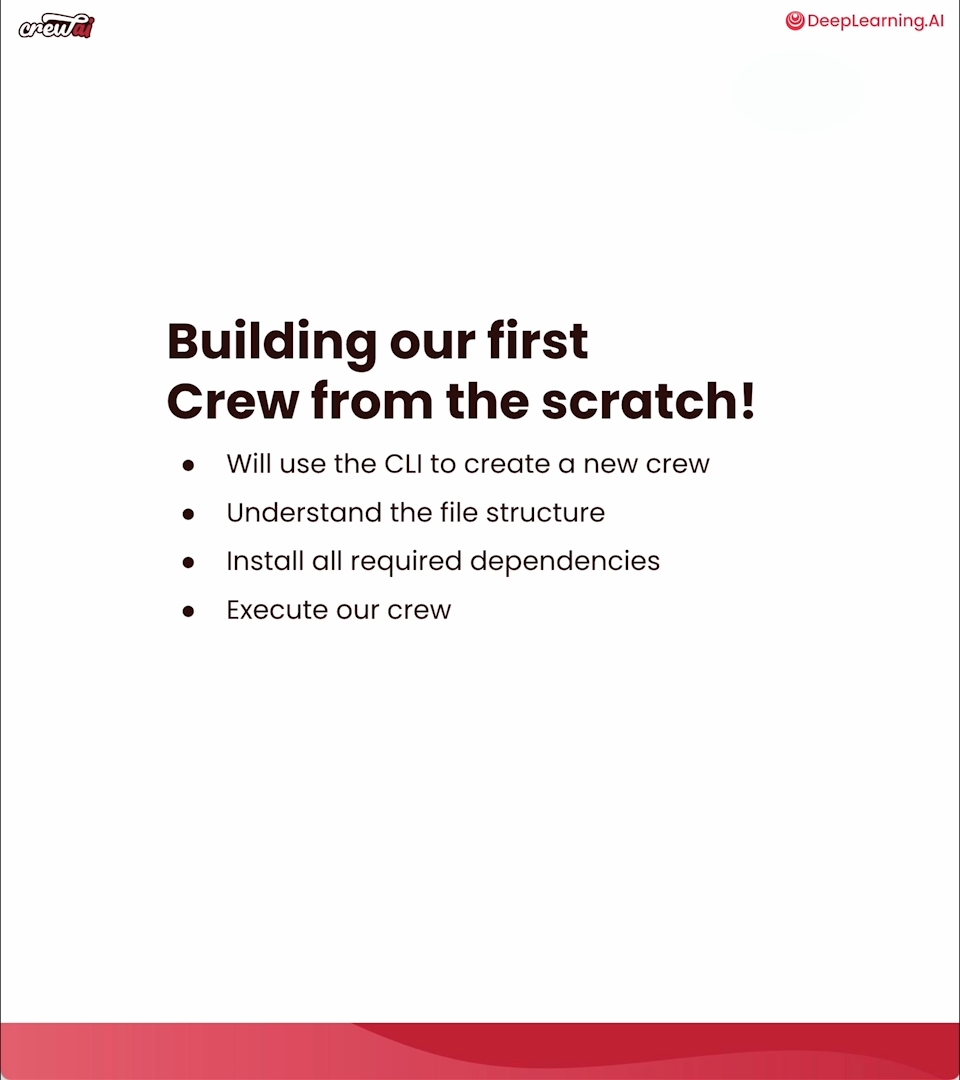 crewai
DeepLearning.AI
Building our first
Crew from the scratch!
● Will use the CLI to create a new crew
● Understand the file structure
● Install all required dependencies
● Execute our crew